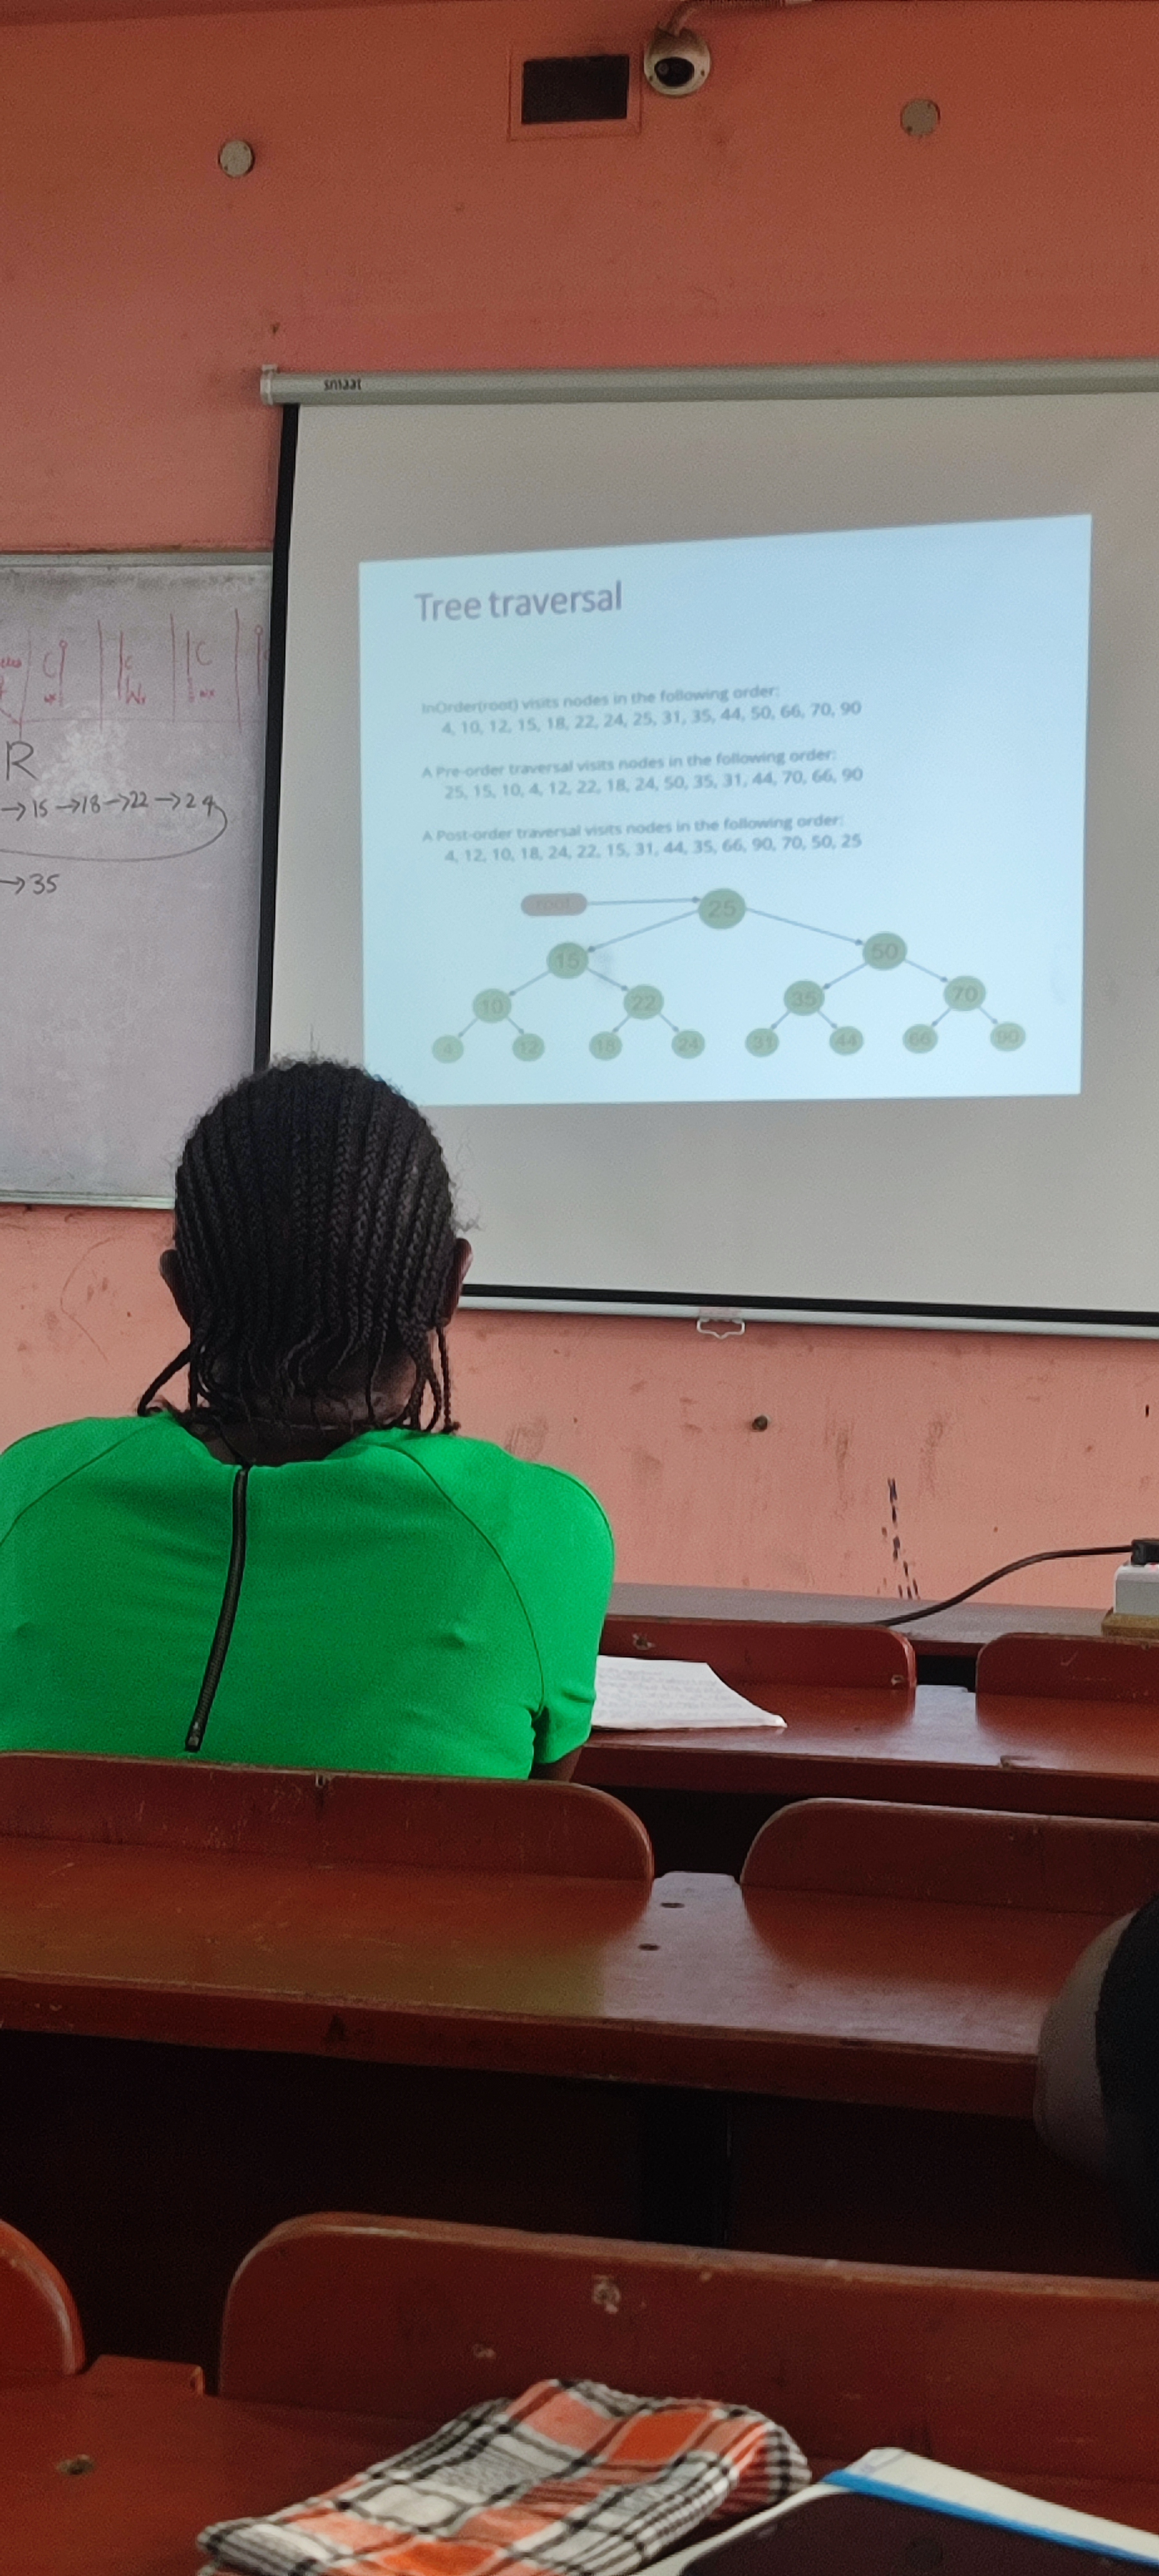 smaat
Tree traversal
InOrder(root) visits nodes in the following order:
4, 10, 12, 15, 18, 22, 24, 25, 31, 35, 44, 50, 66, 70, 90
A Pre-order traversal visits nodes in the following order:
25, 15, 10, 4, 12, 22, 18, 24, 50, 35, 31, 44, 70, 66, 90
A Post-order traversal visits nodes in the following order:
4, 12, 10, 18, 24, 22, 15, 31, 44, 35, 66, 90, 70, 50, 25
root 25
15 50
10 22 35 70
4 12 18 24 31 44 66 90
R
→15→18→22→24
→35